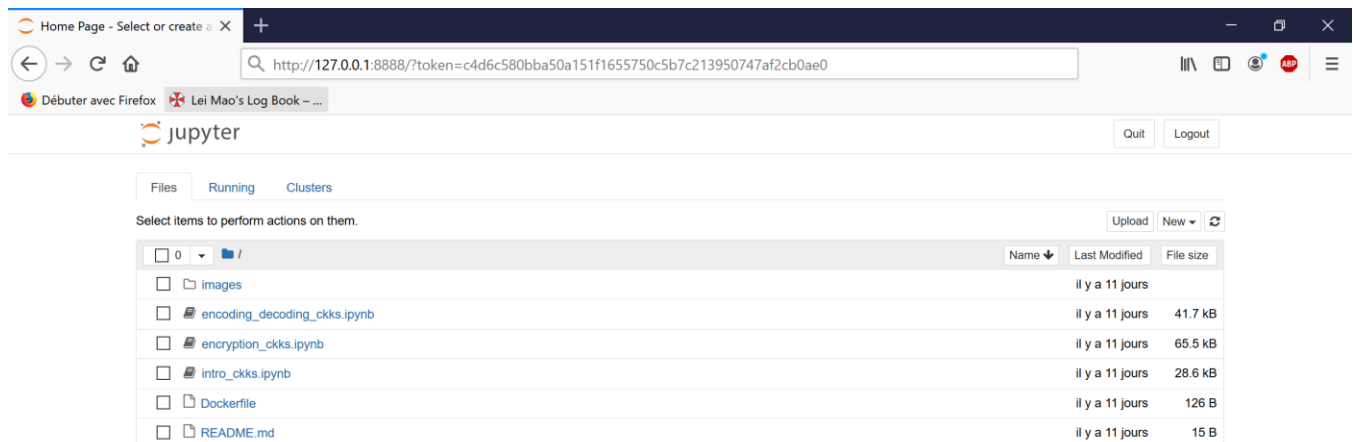 Home Page - Select or create a
http://127.0.0.1:8888/?token=c4d6c580bba50a151f1655750c5b7c213950747af2cb0ae0
ABP
Débuter avec Firefox Lei Mao's Log Book – ...
jupyter Quit Logout
Files Running Clusters
Select items to perform actions on them. Upload New
0 / Name Last Modified File size
images il y a 11 jours
encoding_decoding_ckks.ipynb il y a 11 jours 41.7 kB
encryption_ckks.ipynb il y a 11 jours 65.5 kB
intro_ckks.ipynb il y a 11 jours 28.6 kB
Dockerfile il y a 11 jours 126 B
README.md il y a 11 jours 15 B